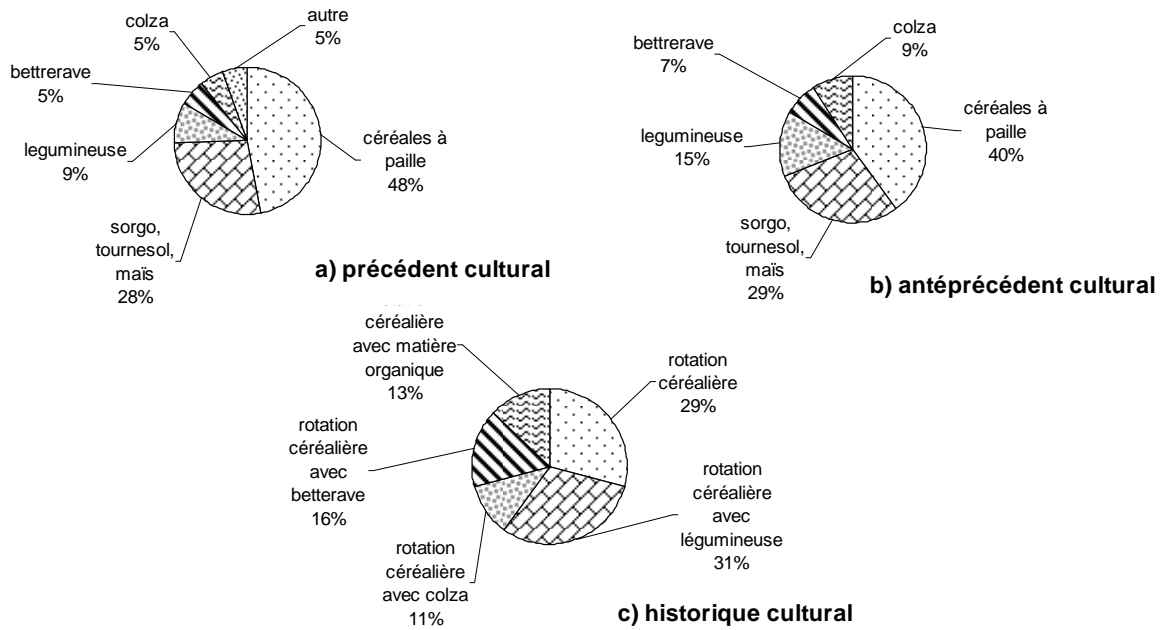 colza
5%
autre
5%
bettrerave
5%
legumineuse
9%
céréales à
paille
48%
sorgo,
tournesol,
maïs
28%
a) précédent cultural
colza
9%
bettrerave
7%
legumineuse
15%
céréales à
paille
40%
sorgo,
tournesol,
maïs
29%
b) antéprécédent cultural
céréalière
avec matière
organique
13%
rotation
céréalière
29%
rotation
céréalière
avec
betterave
16%
rotation
céréalière
avec
légumineuse
31%
rotation
céréalière
avec colza
11%
c) historique cultural